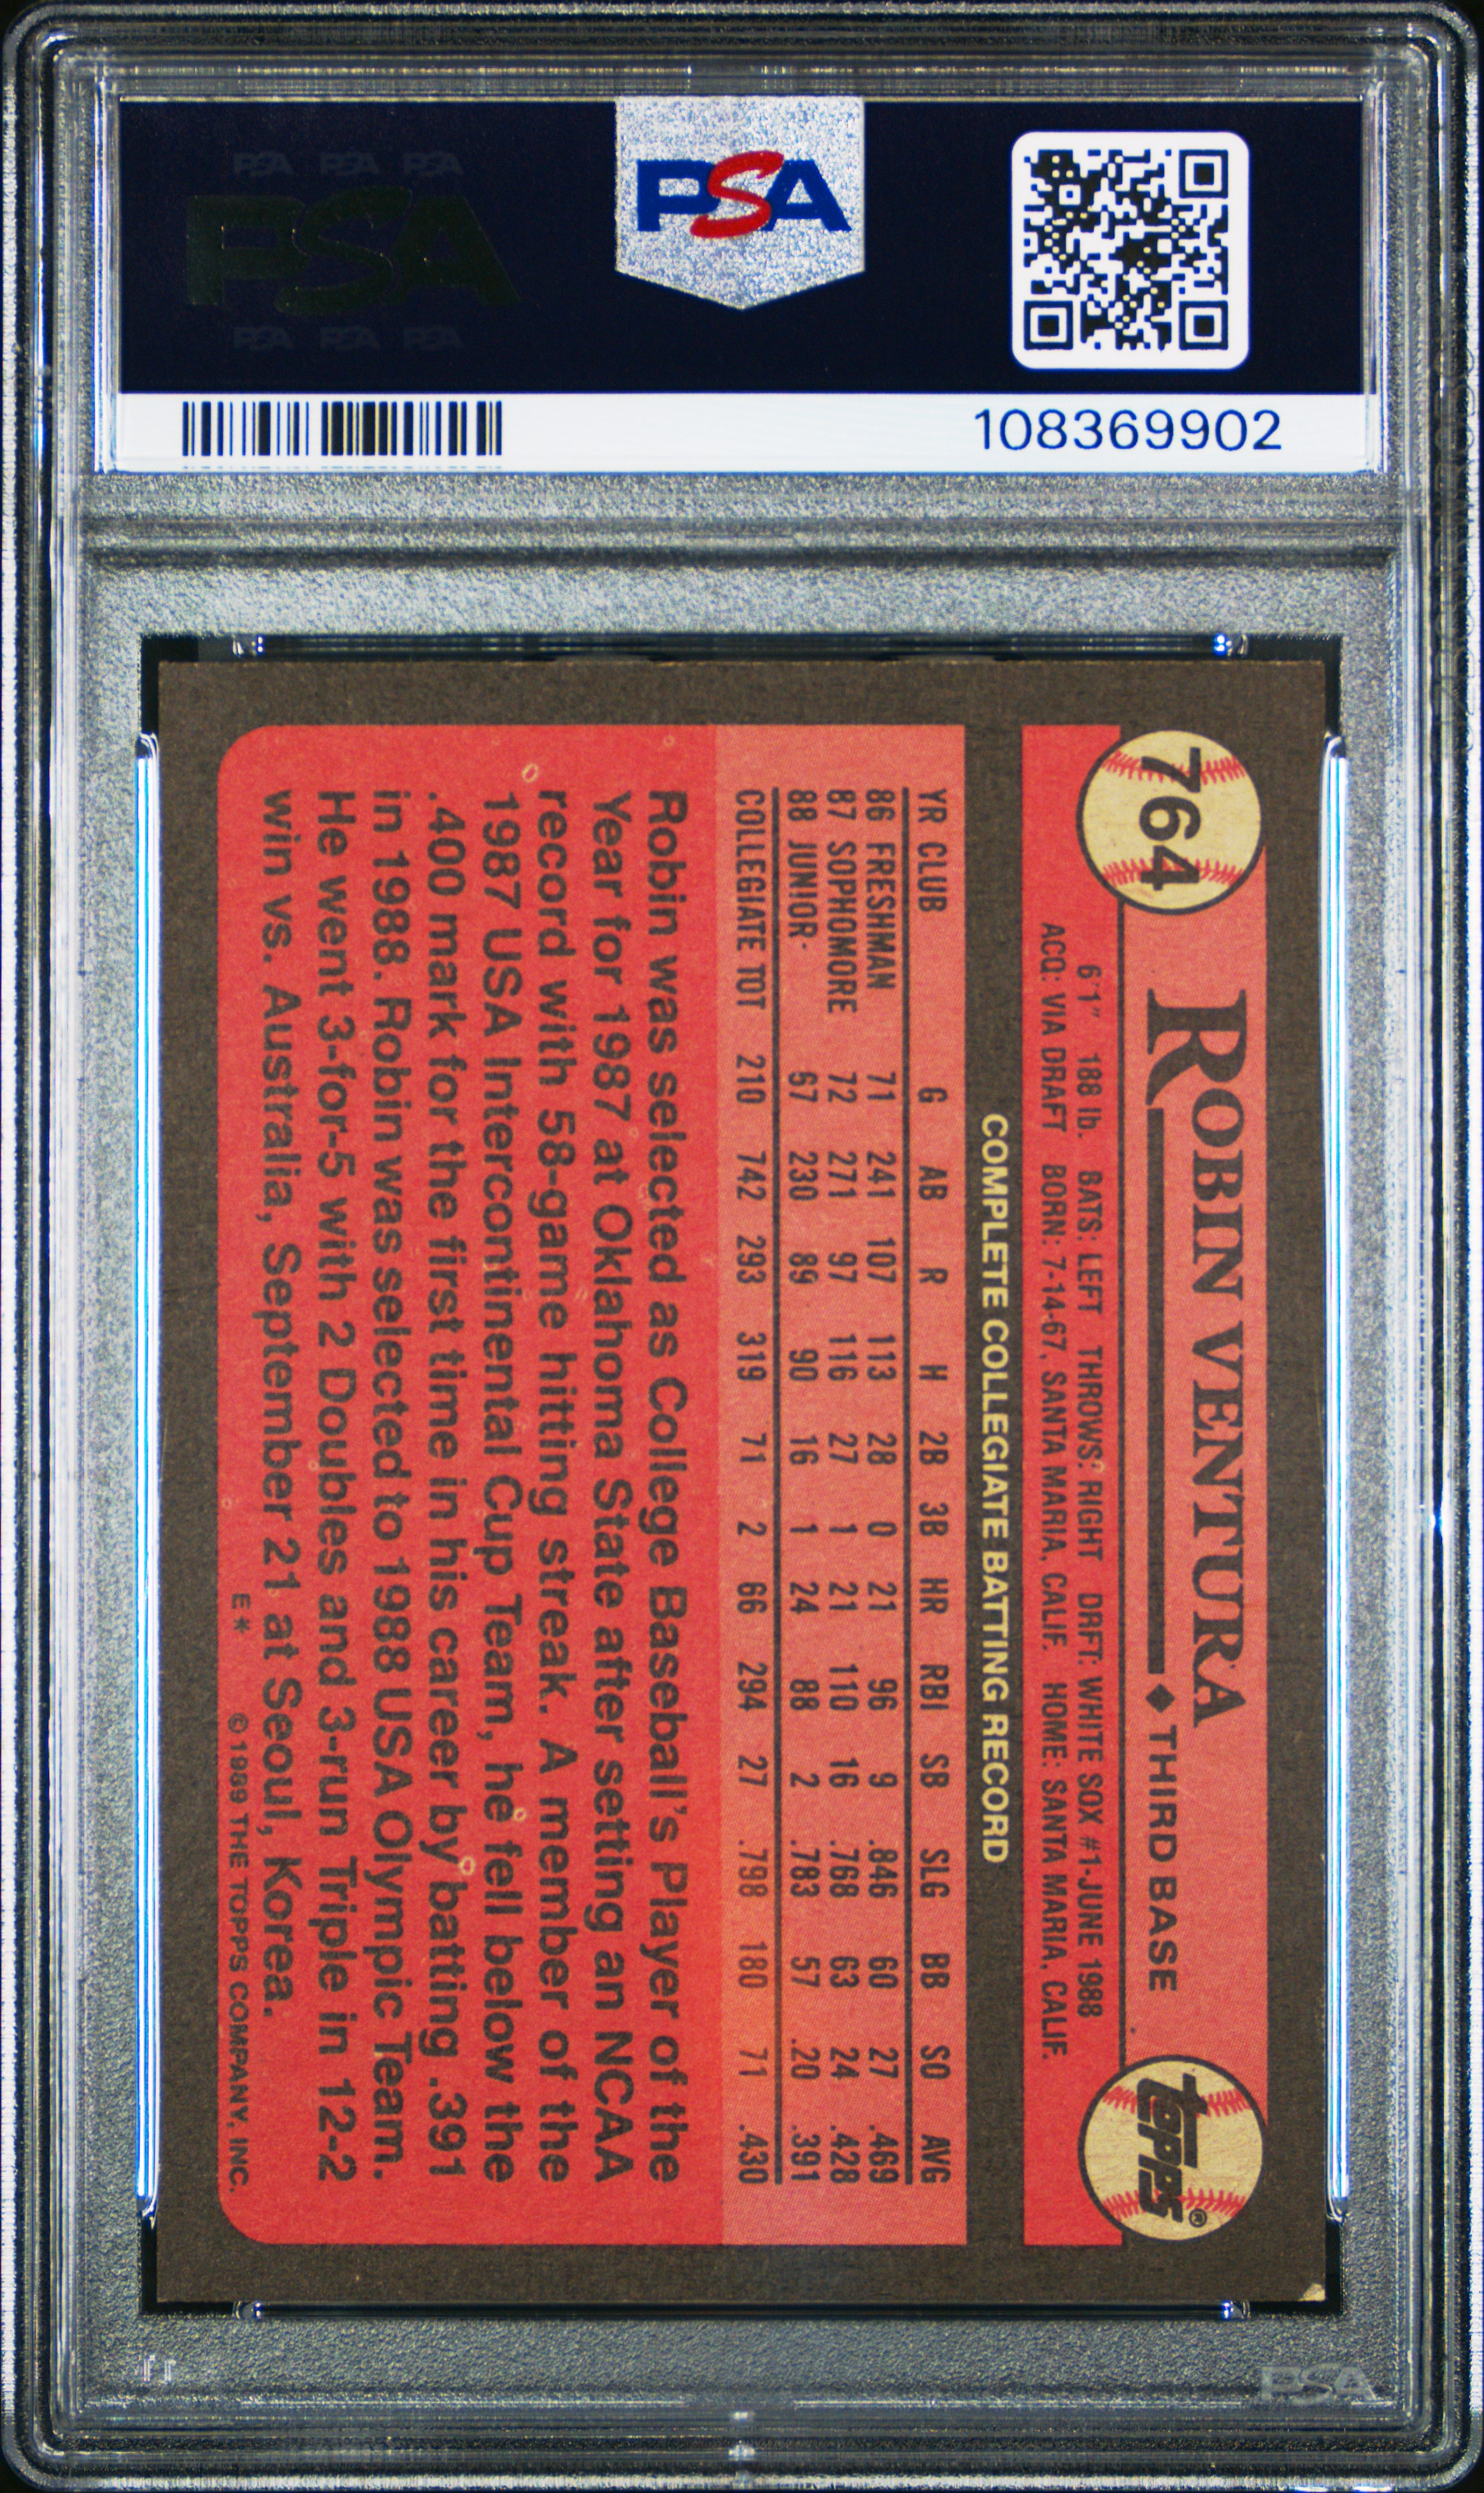 PSA PSA PSA
PSA
PSA PSA PSA
PSA
108369902
764
ROBIN VENTURA ◆ THIRD BASE
topps®
6'1" 188 lb. BATS: LEFT THROWS: RIGHT DRFT: WHITE SOX #1-JUNE 1988
ACQ: VIA DRAFT BORN: 7-14-67, SANTA MARIA, CALIF. HOME: SANTA MARIA, CALIF.
COMPLETE COLLEGIATE BATTING RECORD
YR CLUB G AB R H 2B 3B HR RBI SB SLG BB SO AVG
86 FRESHMAN 71 241 107 113 28 0 21 96 9 .846 60 27 .469
87 SOPHOMORE 72 271 97 116 27 1 21 110 16 .768 63 24 .428
88 JUNIOR 67 230 89 90 16 1 24 88 2 .783 57 .20 .391
COLLEGIATE TOT 210 742 293 319 71 2 66 294 27 .798 180 71 .430
Robin was selected as College Baseball's Player of the
Year for 1987 at Oklahoma State after setting an NCAA
record with 58-game hitting streak. A member of the
1987 USA Intercontinental Cup Team, he fell below the
.400 mark for the first time in his career by batting .391
in 1988. Robin was selected to 1988 USA Olympic Team.
He went 3-for-5 with 2 Doubles and 3-run Triple in 12-2
win vs. Australia, September 21 at Seoul, Korea.
E* © 1989 THE TOPPS COMPANY, INC.
PSA